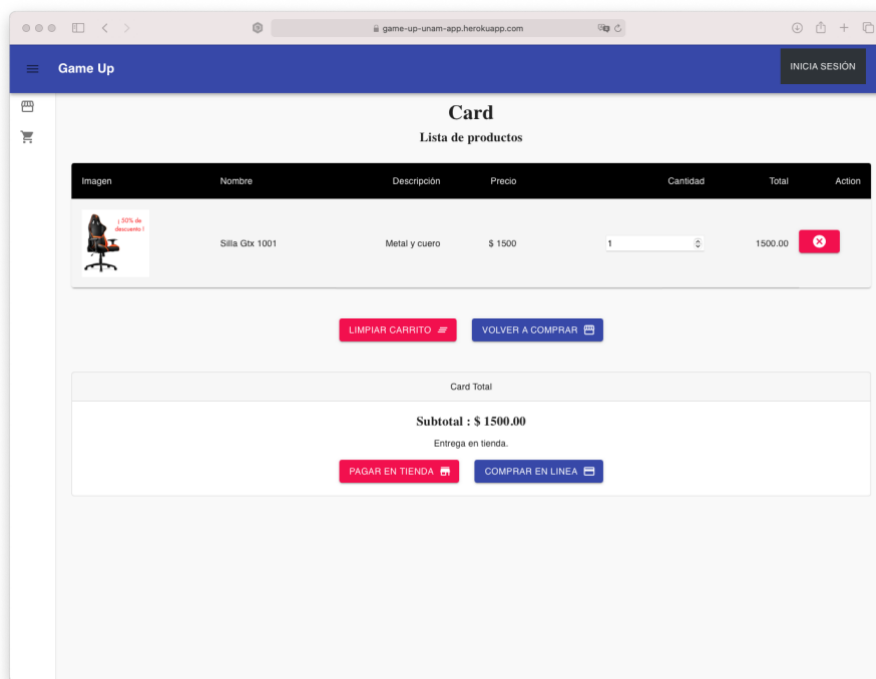 game-up-unam-app.herokuapp.com
Game Up
INICIA SESIÓN
Card
Lista de productos
Imagen Nombre Descripción Precio Cantidad Total Action
¡ 50% de
descuento !
Silla Gtx 1001 Metal y cuero $ 1500 1 1500.00
LIMPIAR CARRITO VOLVER A COMPRAR
Card Total
Subtotal : $ 1500.00
Entrega en tienda.
PAGAR EN TIENDA COMPRAR EN LINEA